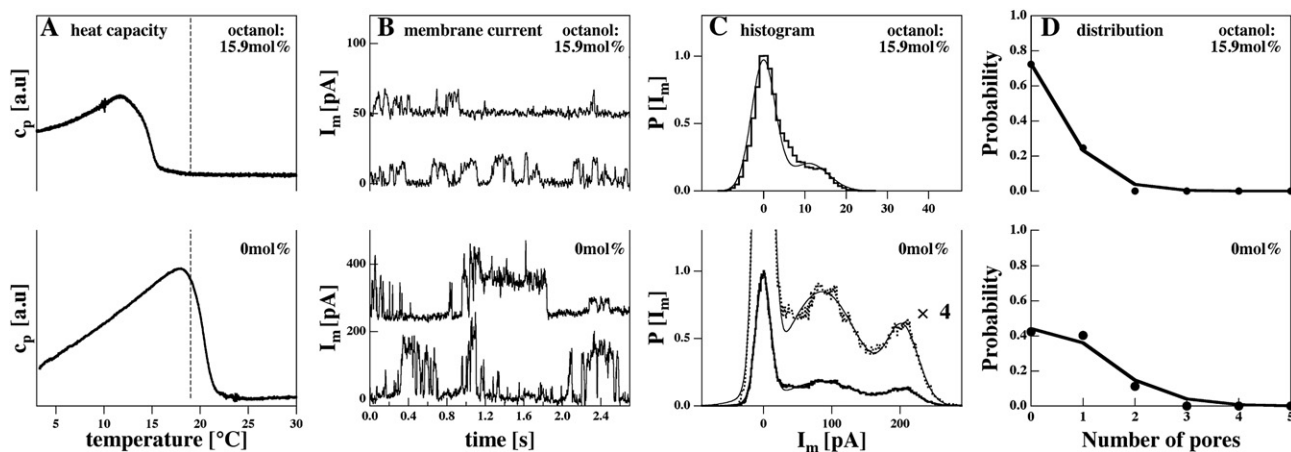 A heat capacity octanol:
15.9mol%
c_p [a.u]
B membrane current octanol:
15.9mol%
100
50
0
I_m [pA]
C histogram octanol:
15.9mol%
1.0
0.5
0.0
0 10 20 30 40
P [I_m]
D distribution octanol:
15.9mol%
1.0
0.8
0.6
0.4
0.2
0.0
Probability
0mol%
c_p [a.u]
5 10 15 20 25 30
temperature [°C]
0mol%
400
200
0
I_m [pA]
0.0 0.4 0.8 1.2 1.6 2.0 2.4
time [s]
0mol%
1.0
0.5
0.0
× 4
P [I_m]
0 100 200
I_m [pA]
0mol%
1.0
0.8
0.6
0.4
0.2
0.0
Probability
0 1 2 3 4 5
Number of pores